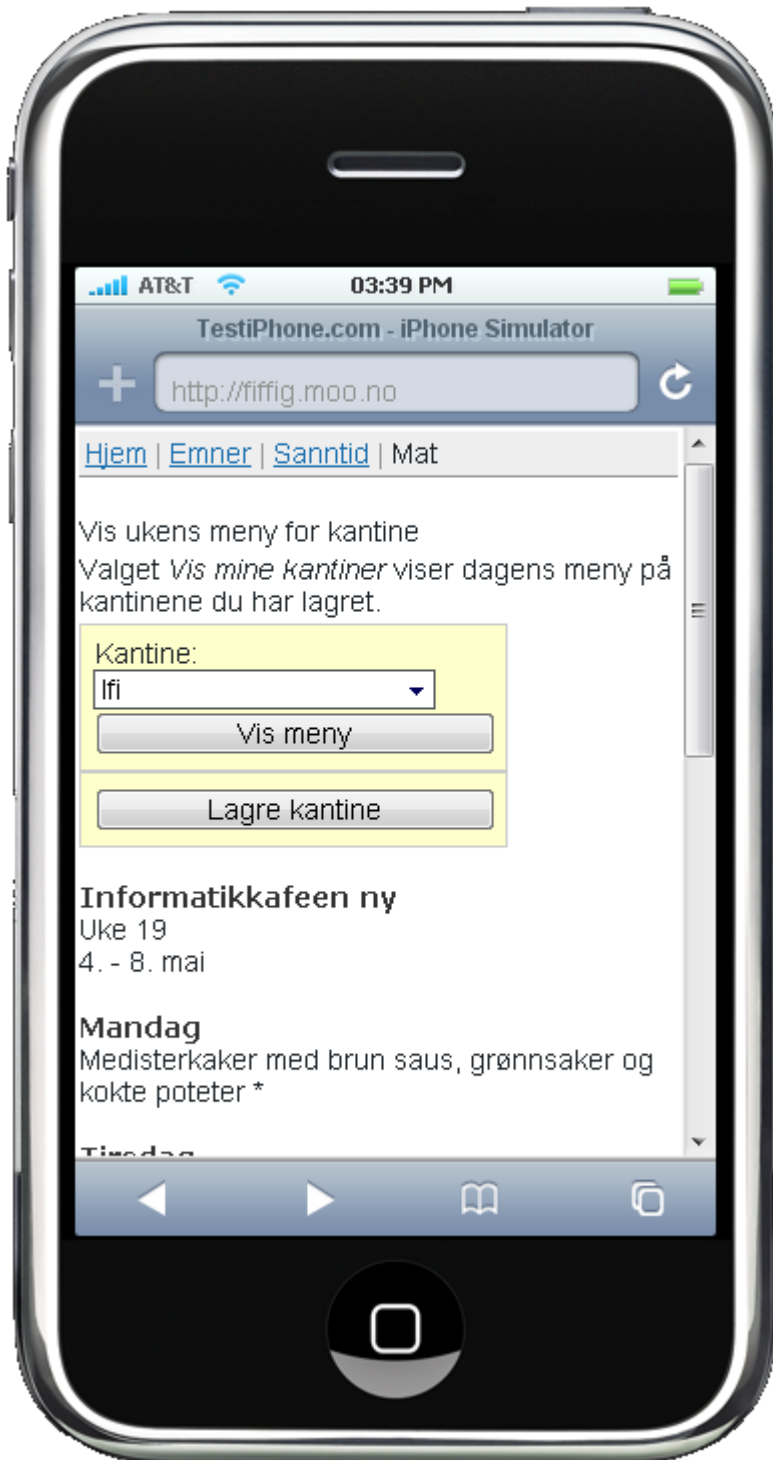 AT&T 03:39 PM
TestiPhone.com - iPhone Simulator
http://fiffig.moo.no
Hjem | Emner | Sanntid | Mat
Vis ukens meny for kantine
Valget Vis mine kantiner viser dagens meny på
kantinene du har lagret.
Kantine:
Ifi
Vis meny
Lagre kantine
Informatikkafeen ny
Uke 19
4. - 8. mai
Mandag
Medisterkaker med brun saus, grønnsaker og
kokte poteter *
Tirsdag